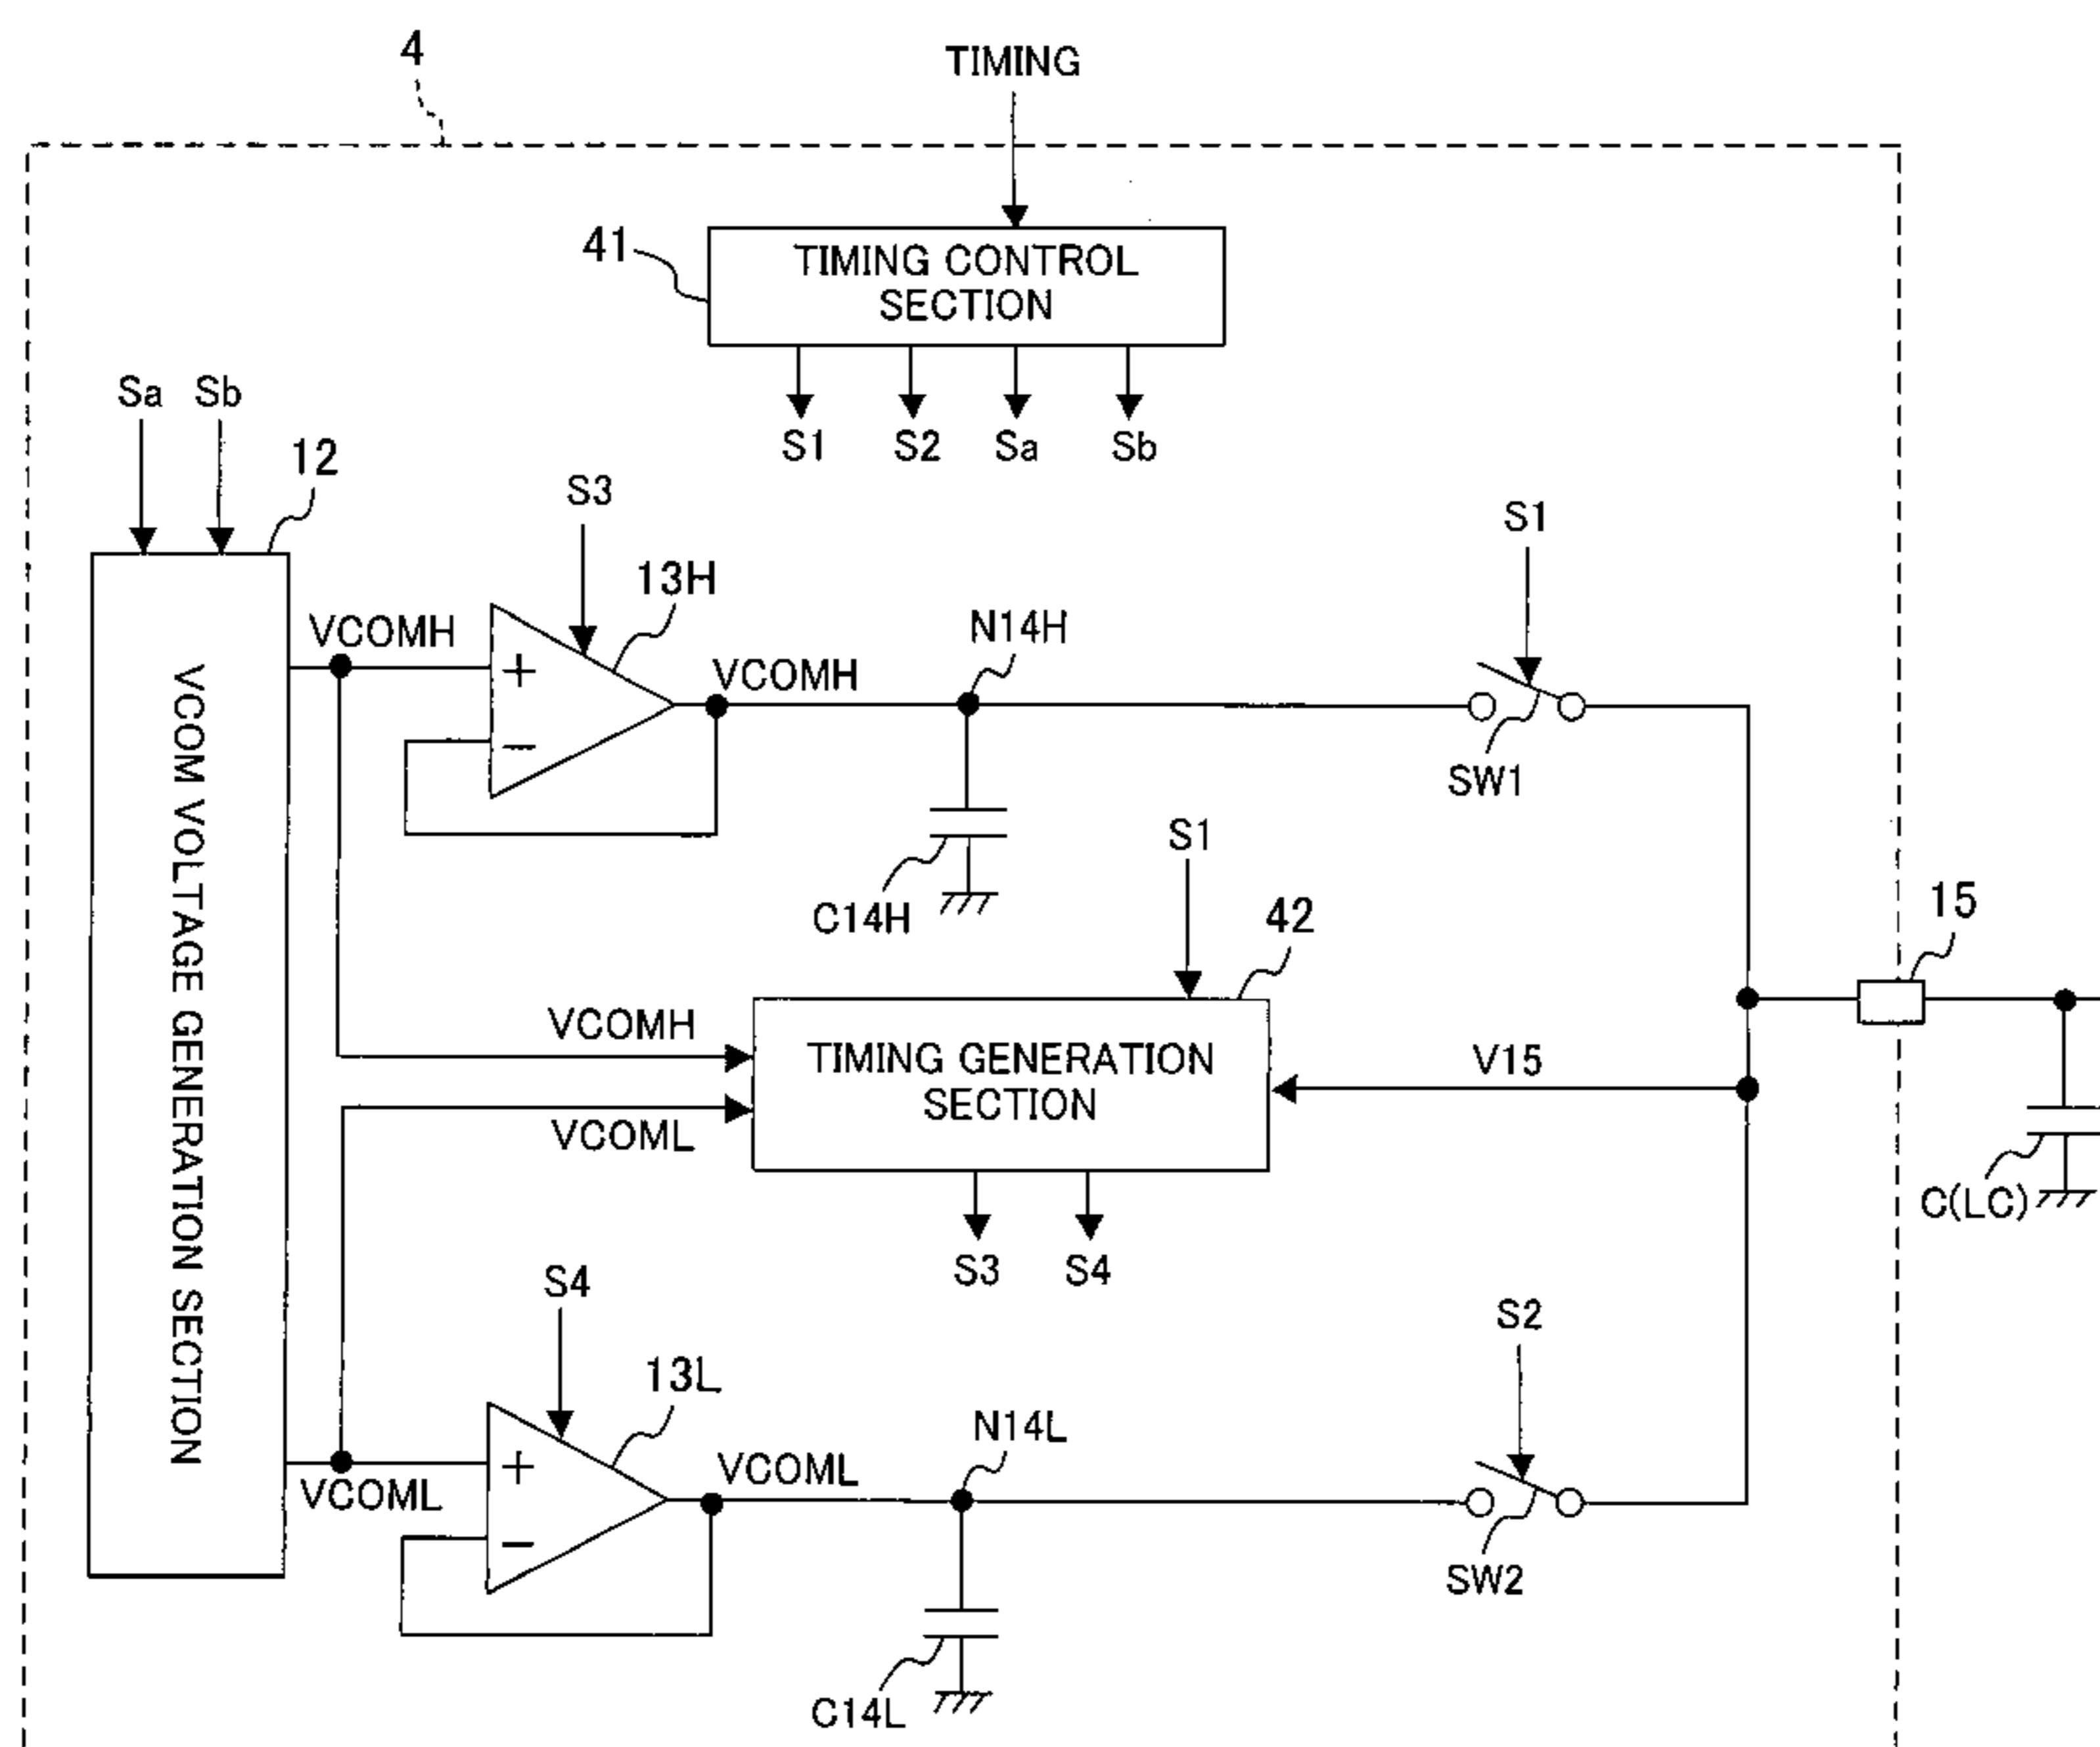 4
TIMING
41
TIMING CONTROL
SECTION
Sa Sb
S1 S2 Sa Sb
12
S3
S1
13H
N14H
VCOMH
+
VCOMH
−
SW1
S1
C14H
42
15
VCOM VOLTAGE GENERATION SECTION
VCOMH
TIMING GENERATION
SECTION
V15
VCOML
C(LC)
S3 S4
S4
S2
13L
N14L
+
VCOML
VCOML
−
SW2
C14L